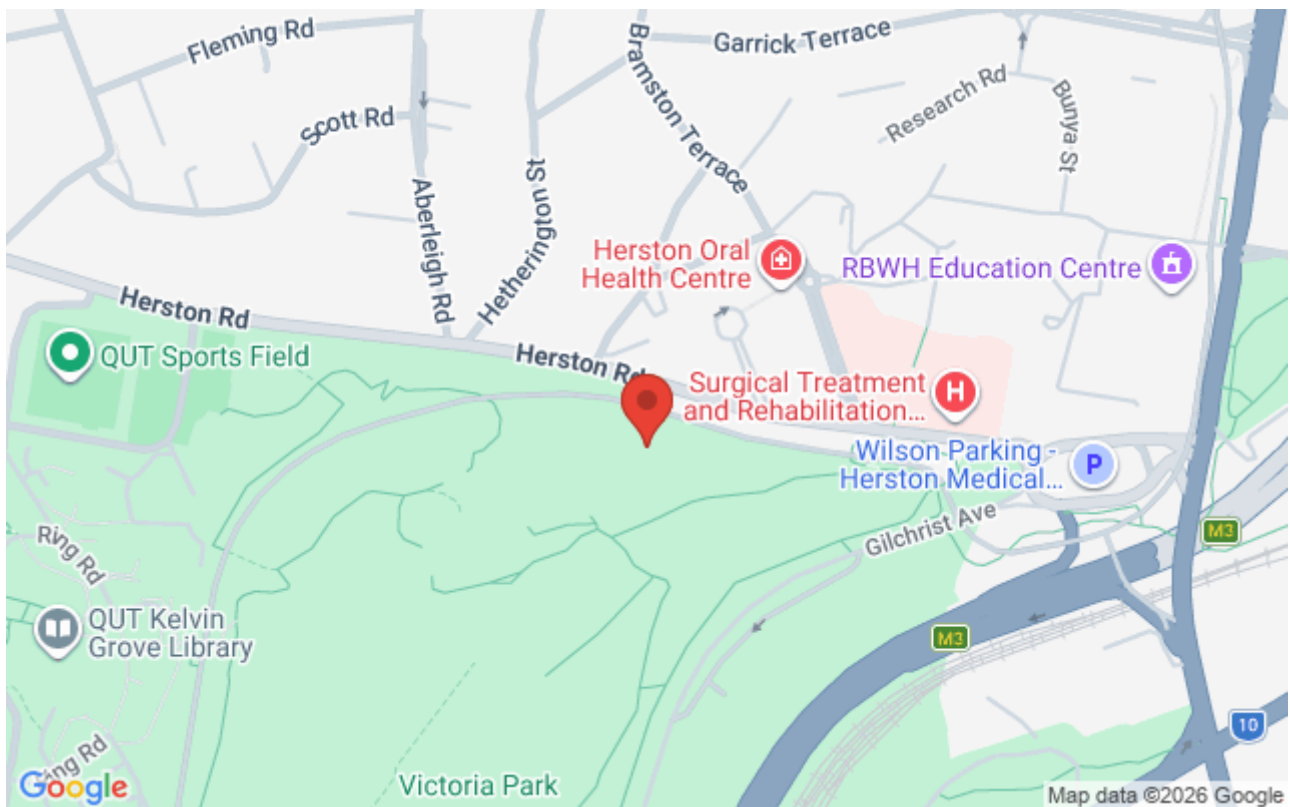 Fleming Rd
Bramston Terrace
Garrick Terrace
Research Rd
Bunya St
Scott Rd
Aberleigh Rd
Hetherington St
Herston Oral
Health Centre
RBWH Education Centre
Herston Rd
QUT Sports Field
Herston Rd
Surgical Treatment
and Rehabilitation...
Wilson Parking -
Herston Medical...
P
H
Gilchrist Ave
M3
Ring Rd
QUT Kelvin
Grove Library
M3
10
Ring Rd
Google
Victoria Park
Map data ©2026 Google